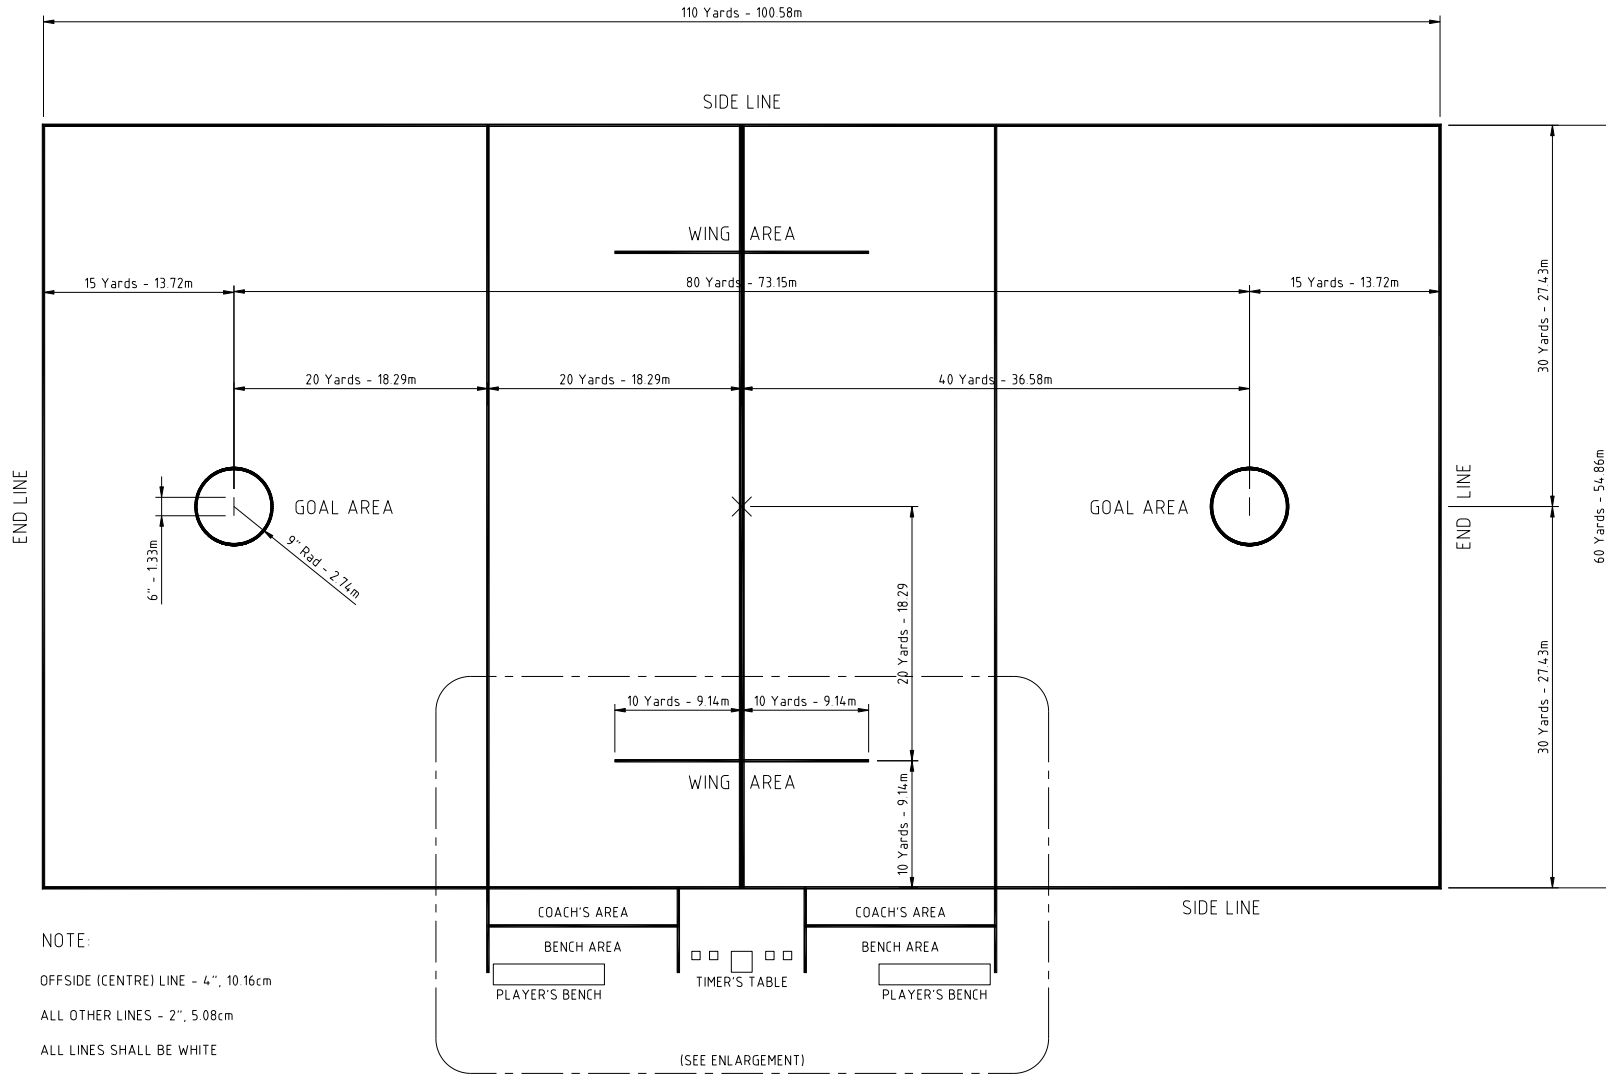 110 Yards - 100.58m
SIDE LINE
WING AREA
15 Yards - 13.72m
80 Yards - 73.15m
15 Yards - 13.72m
30 Yards - 27.43m
20 Yards - 18.29m
20 Yards - 18.29m
40 Yards - 36.58m
END LINE
GOAL AREA
GOAL AREA
END LINE
60 Yards - 54.86m
6" - 1.33m
9" Rad - 2.74m
20 Yards - 18.29
30 Yards - 27.43m
10 Yards - 9.14m
10 Yards - 9.14m
WING AREA
10 Yards - 9.14m
SIDE LINE
COACH'S AREA
COACH'S AREA
BENCH AREA
BENCH AREA
TIMER'S TABLE
PLAYER'S BENCH
PLAYER'S BENCH
NOTE:
OFFSIDE (CENTRE) LINE - 4", 10.16cm
ALL OTHER LINES - 2", 5.08cm
ALL LINES SHALL BE WHITE
(SEE ENLARGEMENT)